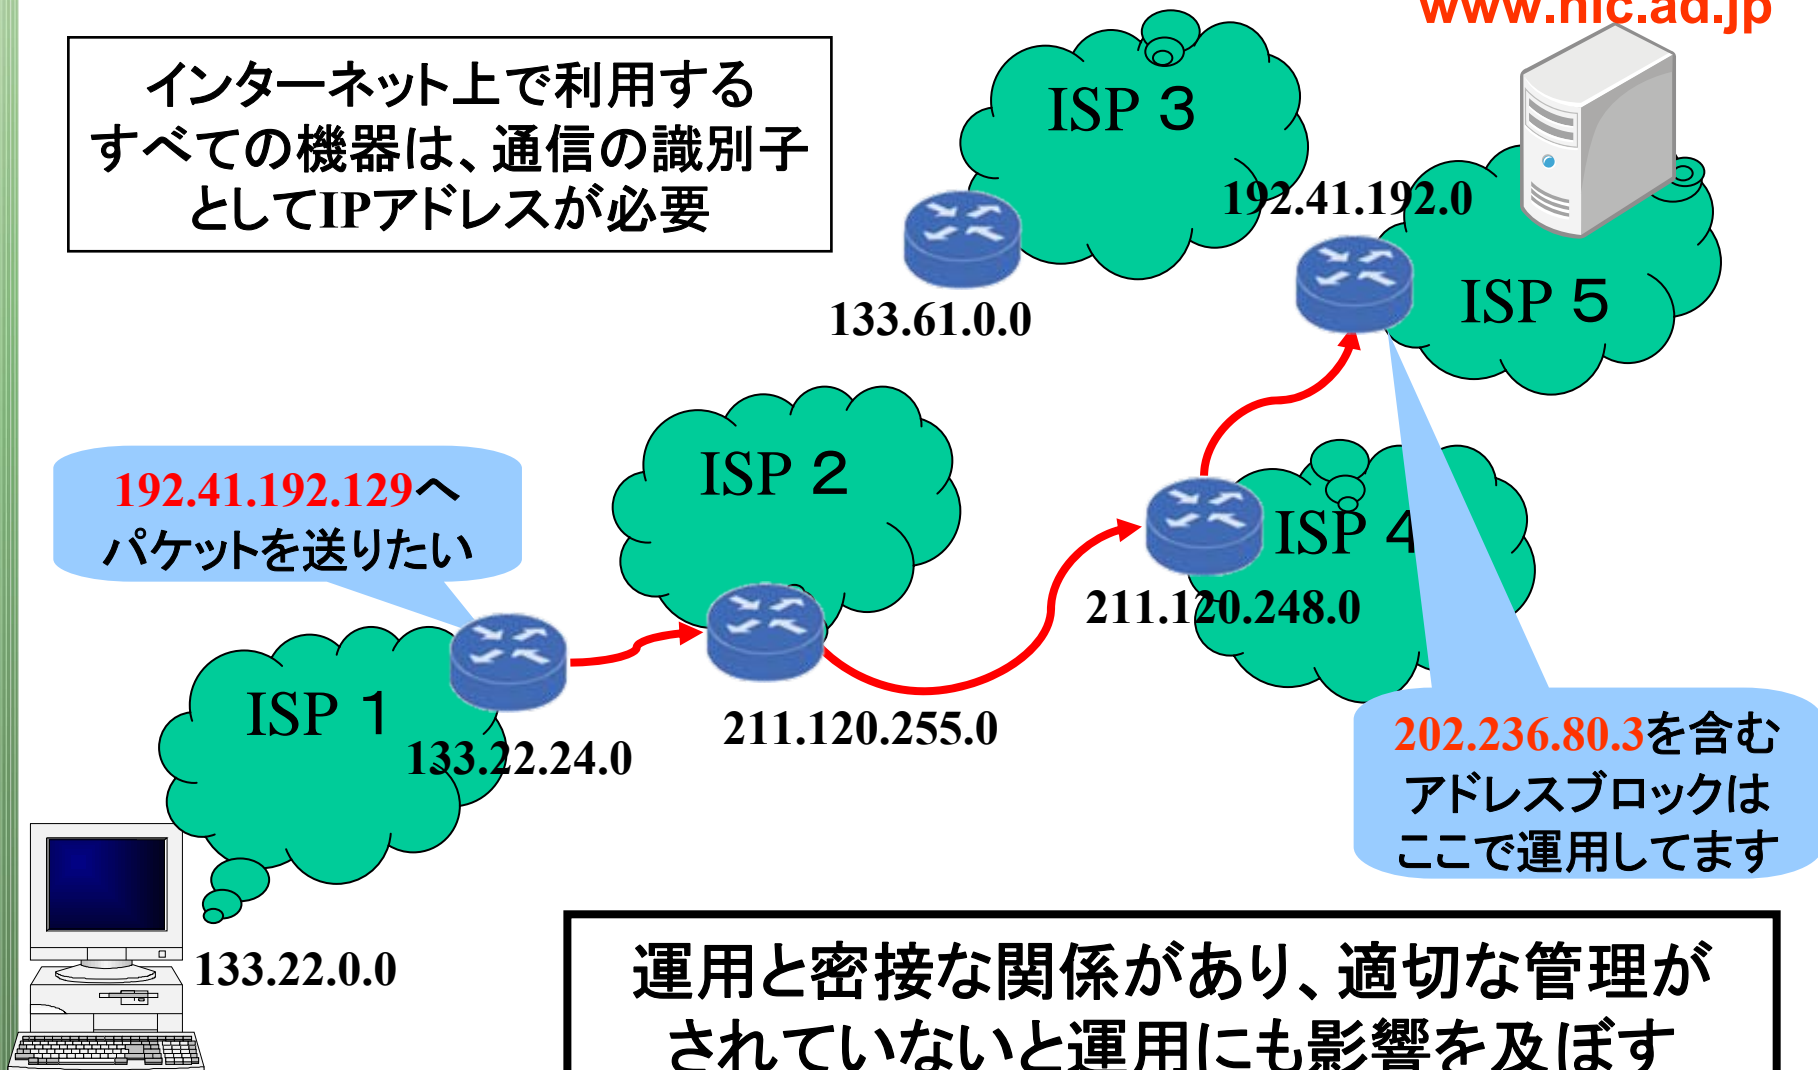 www.nic.ad.jp
インターネット上で利用する
すべての機器は、通信の識別子
としてIPアドレスが必要
ISP 3
192.41.192.0
133.61.0.0
ISP 5
ISP 2
192.41.192.129へ
パケットを送りたい
ISP 4
211.120.248.0
ISP 1
133.22.24.0
211.120.255.0
202.236.80.3を含む
アドレスブロックは
ここで運用してます
133.22.0.0
運用と密接な関係があり、適切な管理が
されていないと運用にも影響を及ぼす